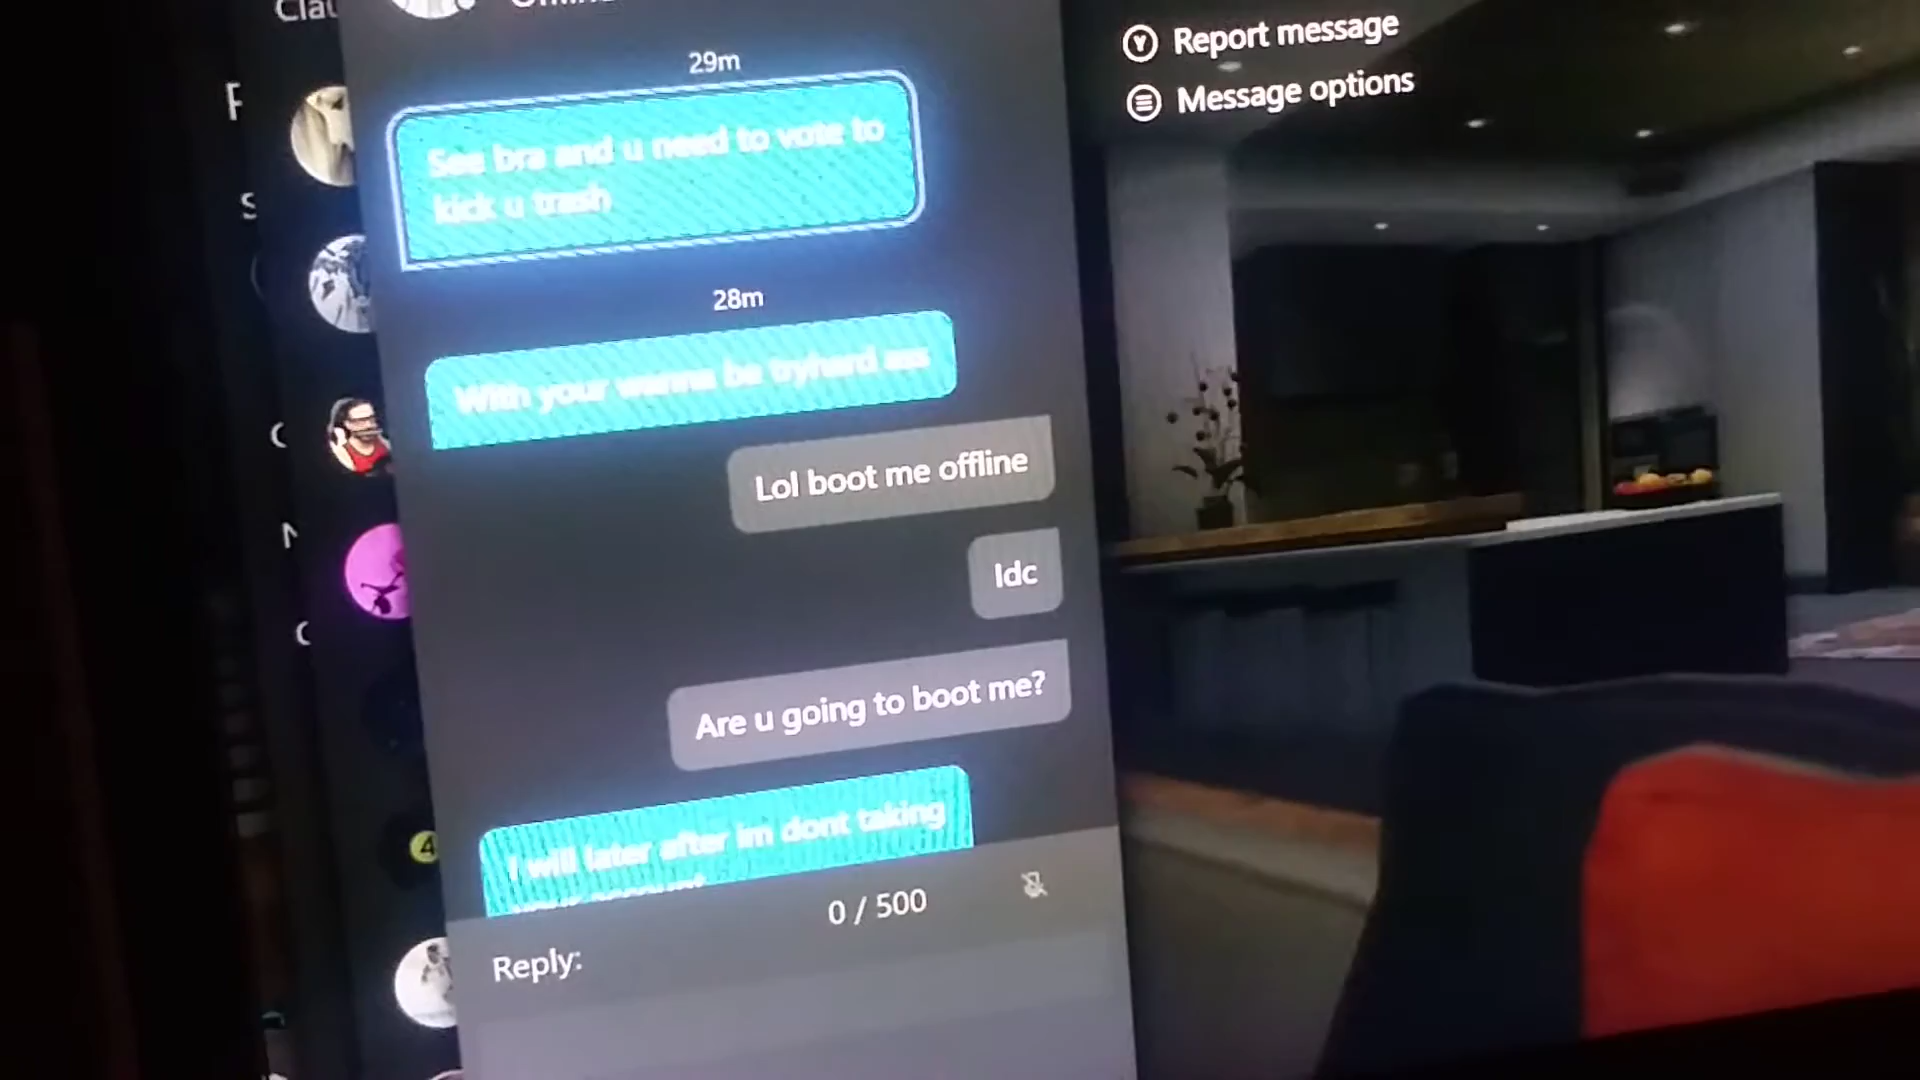 Clau
29m
Report message
Message options
See bra and u need to vote to
kick u trash
28m
With your wanna be tryhard ass
Lol boot me offline
Idc
Are u going to boot me?
I will later after im dont taking
4
0 / 500
Reply: